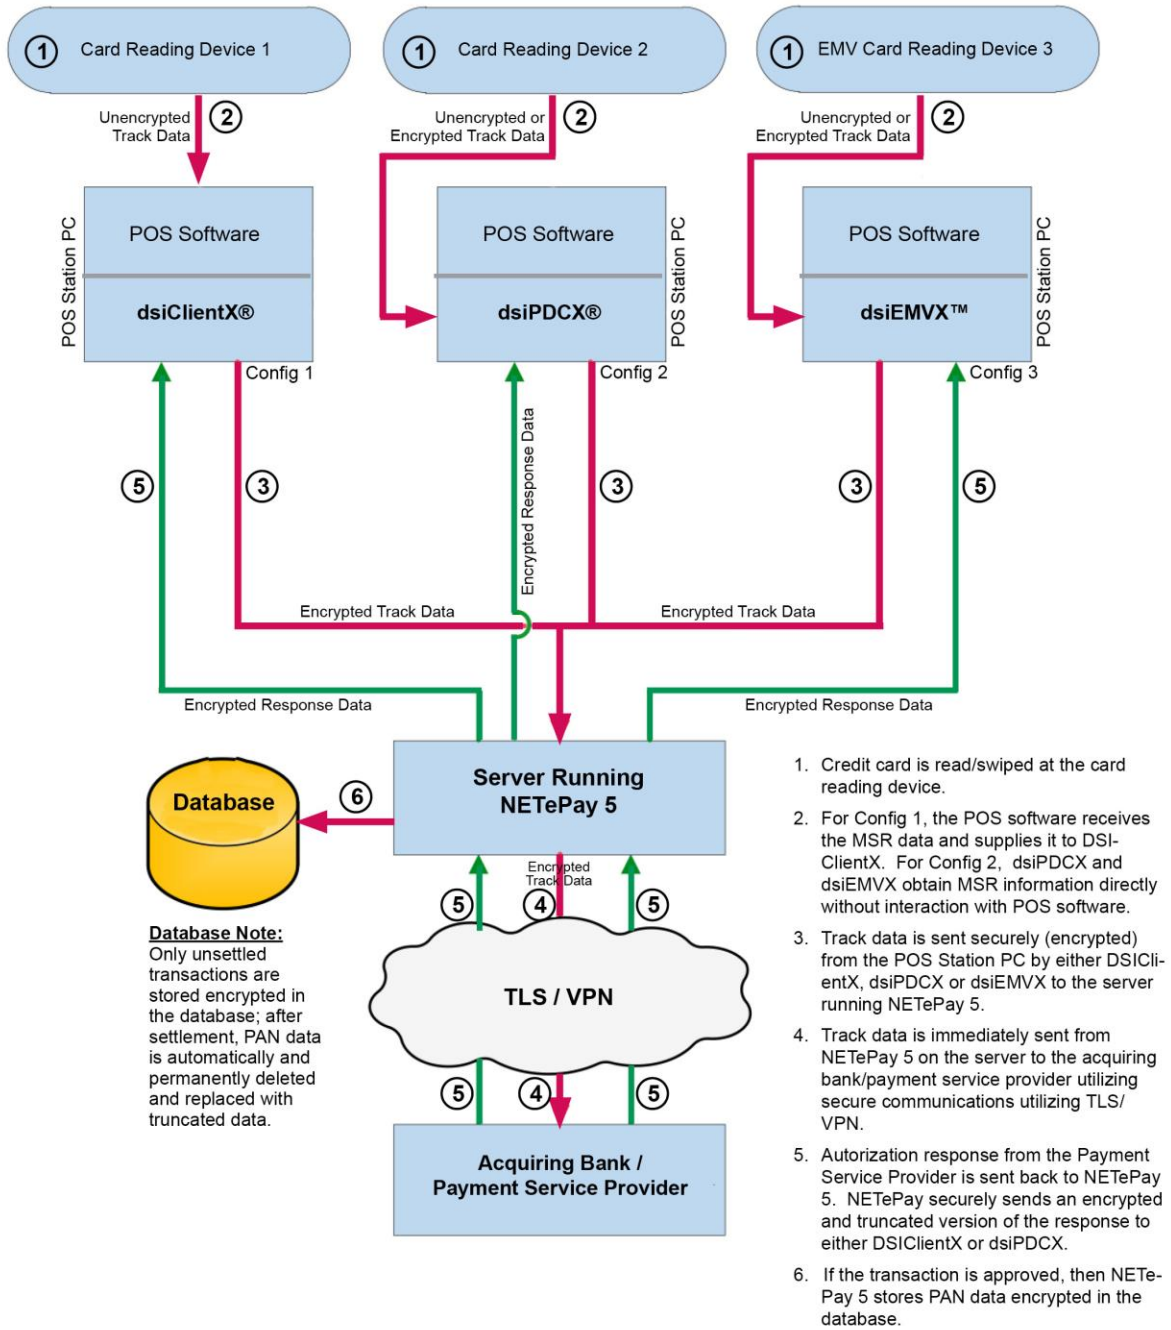 1 Card Reading Device 1
1 Card Reading Device 2
1 EMV Card Reading Device 3
Unencrypted
Track Data
2
Unencrypted or
Encrypted Track Data
2
Unencrypted or
Encrypted Track Data
2
POS Station PC
POS Software
dsiClientX®
POS Software
dsiPDCX®
POS Station PC
POS Software
dsiEMVX™
POS Station PC
Config 1
Config 2
Config 3
5
3
Encrypted Response Data
3
3
5
Encrypted Track Data
Encrypted Track Data
Encrypted Response Data
Encrypted Response Data
Server Running
NETePay 5
Database
6
Encrypted
Track Data
5
4
5
TLS / VPN
5
4
5
Acquiring Bank /
Payment Service Provider
Database Note:
Only unsettled
transactions are
stored encrypted in
the database; after
settlement, PAN data
is automatically and
permanently deleted
and replaced with
truncated data.
1. Credit card is read/swiped at the card
reading device.
2. For Config 1, the POS software receives
the MSR data and supplies it to DSI-
ClientX. For Config 2, dsiPDCX and
dsiEMVX obtain MSR information directly
without interaction with POS software.
3. Track data is sent securely (encrypted)
from the POS Station PC by either DSICli-
entX, dsiPDCX or dsiEMVX to the server
running NETePay 5.
4. Track data is immediately sent from
NETePay 5 on the server to the acquiring
bank/payment service provider utilizing
secure communications utilizing TLS/
VPN.
5. Autorization response from the Payment
Service Provider is sent back to NETePay
5. NETePay securely sends an encrypted
and truncated version of the response to
either DSIClientX or dsiPDCX.
6. If the transaction is approved, then NETe-
Pay 5 stores PAN data encrypted in the
database.